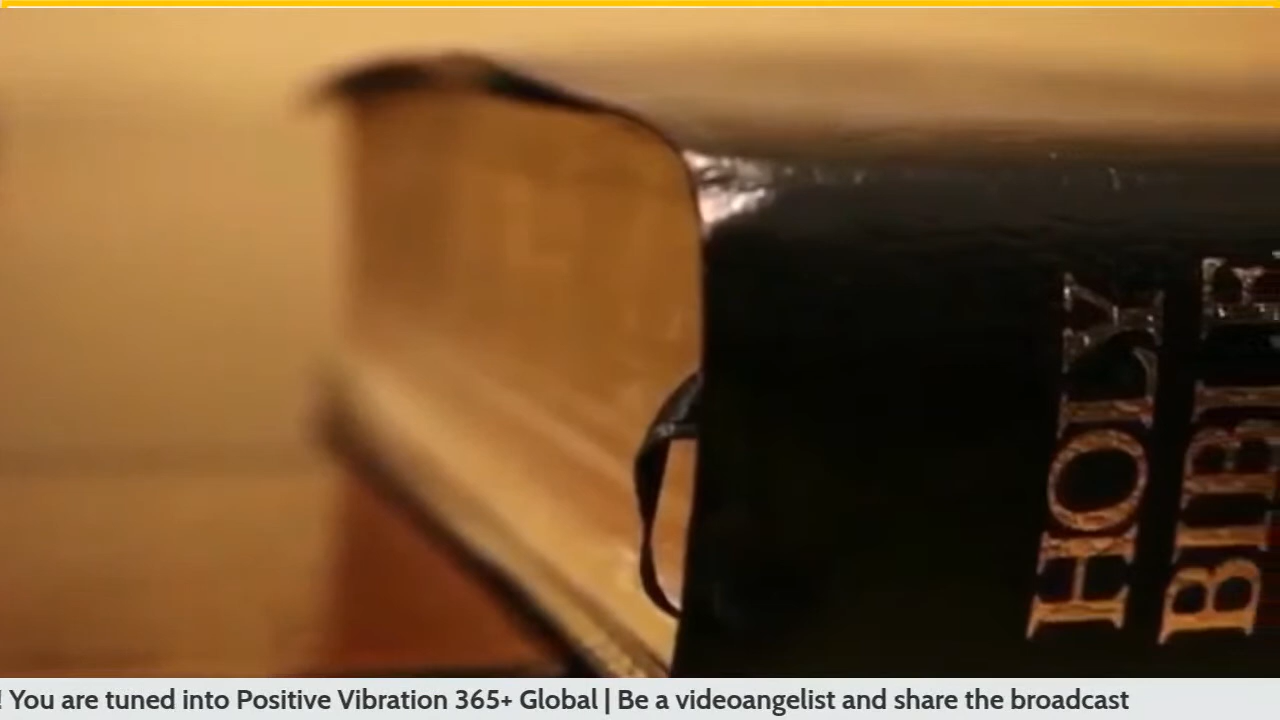 HOLY
BIBLE
! You are tuned into Positive Vibration 365+ Global | Be a videoangelist and share the broadcast